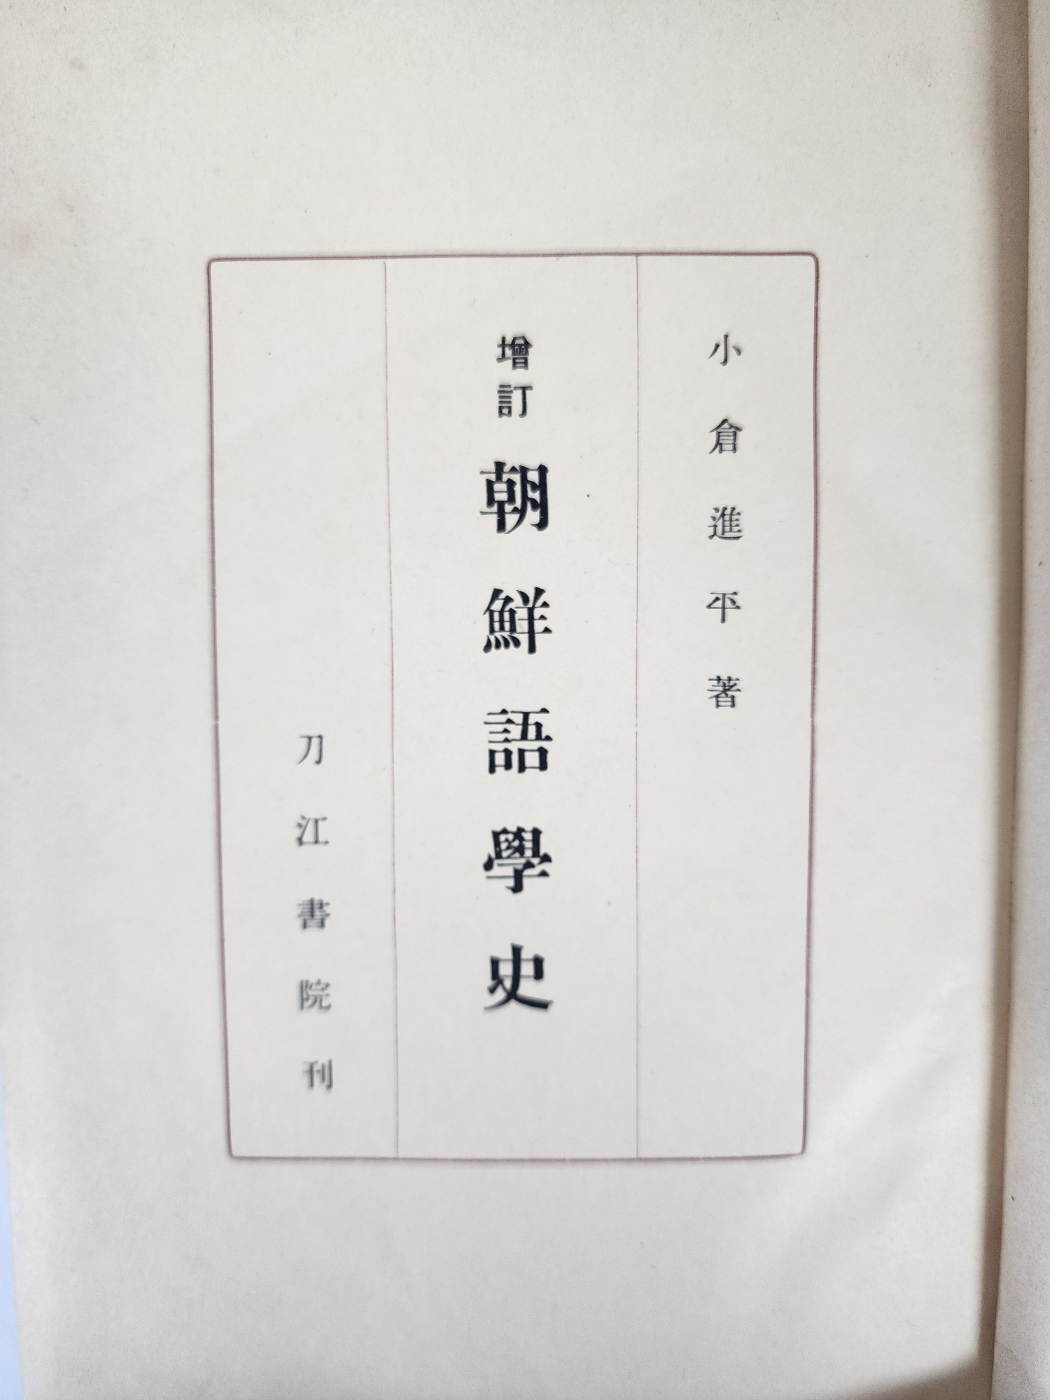 小倉進平著
增訂 朝鮮語學史
刀江書院刊